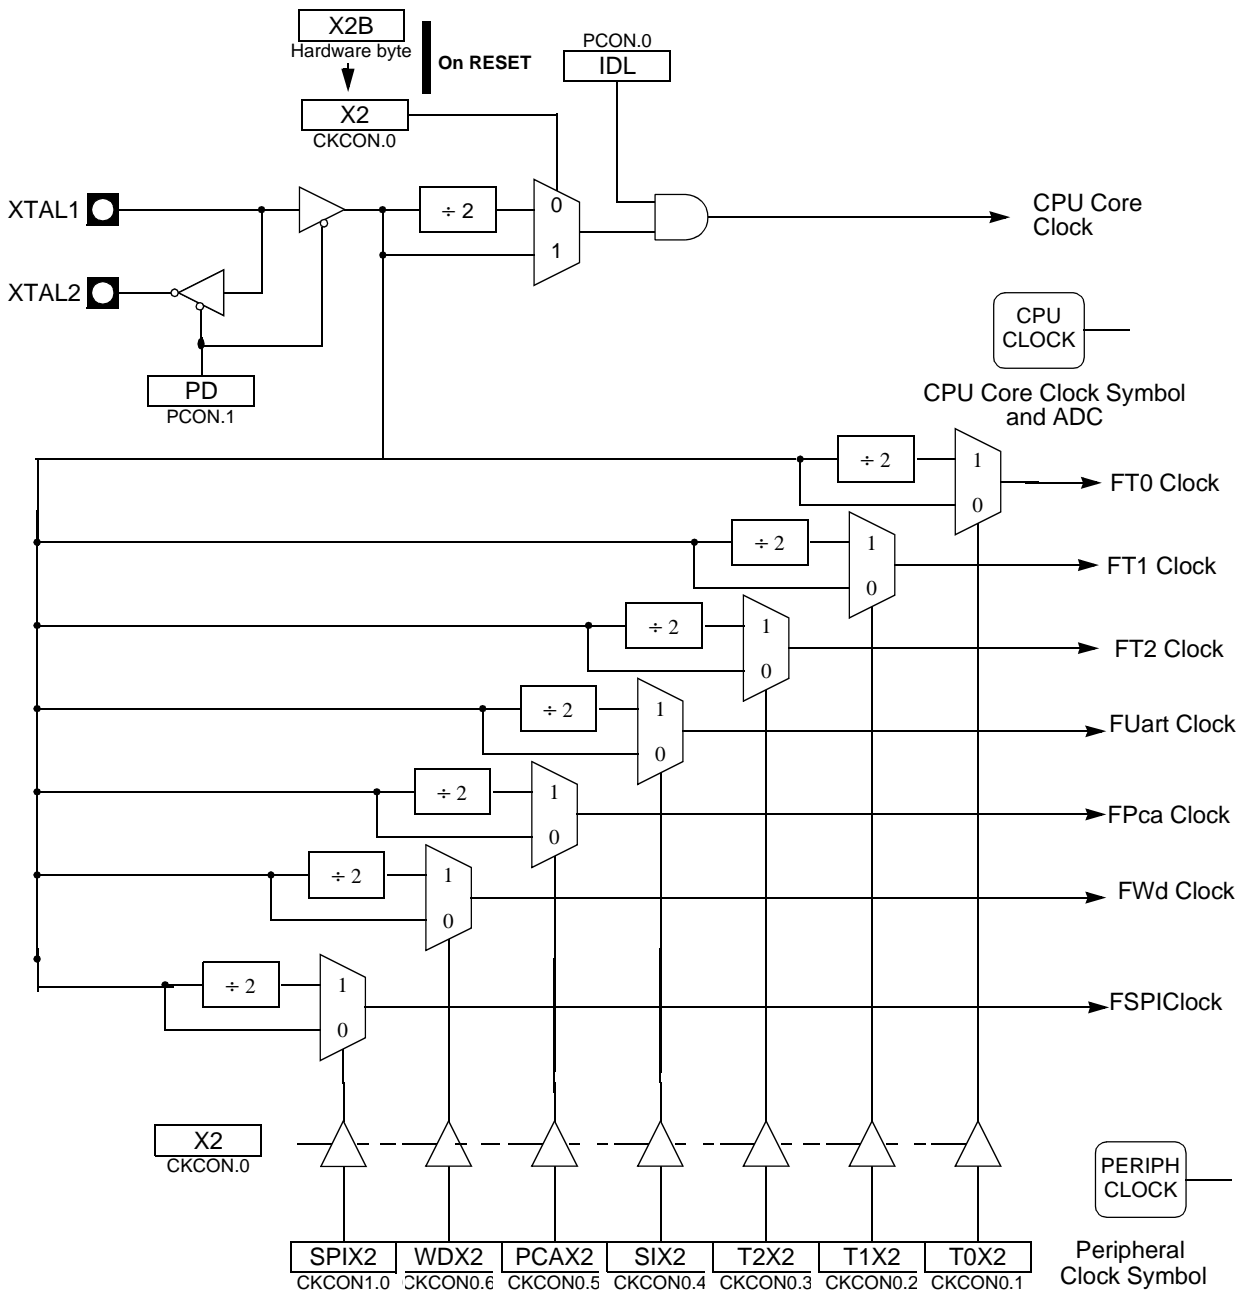 X2B
Hardware byte
On RESET
X2
CKCON.0
PCON.0
IDL
XTAL1
÷ 2
0
1
CPU Core
Clock
XTAL2
PD
PCON.1
CPU
CLOCK
CPU Core Clock Symbol
and ADC
÷ 2
1
0
FT0 Clock
÷ 2
1
0
FT1 Clock
÷ 2
1
0
FT2 Clock
÷ 2
1
0
FUart Clock
÷ 2
1
0
FPca Clock
÷ 2
1
0
FWd Clock
÷ 2
1
0
FSPIClock
X2
CKCON.0
PERIPH
CLOCK
Peripheral
Clock Symbol
SPIX2
CKCON1.0
WDX2
CKCON0.6
PCAX2
CKCON0.5
SIX2
CKCON0.4
T2X2
CKCON0.3
T1X2
CKCON0.2
T0X2
CKCON0.1